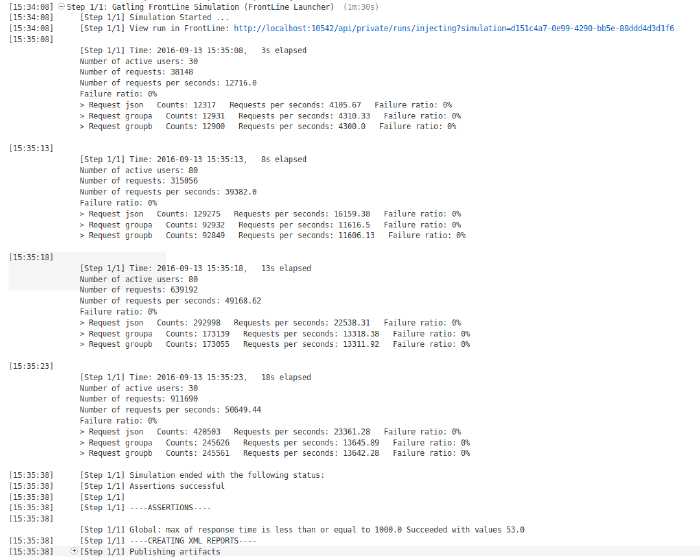 [15:34:08] Step 1/1: Gatling FrontLine Simulation (FrontLine Launcher) (1m:30s)
[15:34:08] [Step 1/1] Simulation Started ...
[15:34:08] [Step 1/1] View run in FrontLine: http://localhost:10542/api/private/runs/injecting?simulation=d151c4a7-0e99-4290-bb5e-88ddd4d3d1f6
[15:35:08]
[Step 1/1] Time: 2016-09-13 15:35:08, 3s elapsed
Number of active users: 30
Number of requests: 38148
Number of requests per seconds: 12716.0
Failure ratio: 0%
> Request json Counts: 12317 Requests per seconds: 4105.67 Failure ratio: 0%
> Request groupa Counts: 12931 Requests per seconds: 4310.33 Failure ratio: 0%
> Request groupb Counts: 12900 Requests per seconds: 4300.0 Failure ratio: 0%
[15:35:13]
[Step 1/1] Time: 2016-09-13 15:35:13, 8s elapsed
Number of active users: 80
Number of requests: 315056
Number of requests per seconds: 39382.0
Failure ratio: 0%
> Request json Counts: 129275 Requests per seconds: 16159.38 Failure ratio: 0%
> Request groupa Counts: 92932 Requests per seconds: 11616.5 Failure ratio: 0%
> Request groupb Counts: 92849 Requests per seconds: 11606.13 Failure ratio: 0%
[15:35:18]
[Step 1/1] Time: 2016-09-13 15:35:18, 13s elapsed
Number of active users: 80
Number of requests: 639192
Number of requests per seconds: 49168.62
Failure ratio: 0%
> Request json Counts: 292998 Requests per seconds: 22538.31 Failure ratio: 0%
> Request groupa Counts: 173139 Requests per seconds: 13318.38 Failure ratio: 0%
> Request groupb Counts: 173055 Requests per seconds: 13311.92 Failure ratio: 0%
[15:35:23]
[Step 1/1] Time: 2016-09-13 15:35:23, 18s elapsed
Number of active users: 30
Number of requests: 911690
Number of requests per seconds: 50649.44
Failure ratio: 0%
> Request json Counts: 420503 Requests per seconds: 23361.28 Failure ratio: 0%
> Request groupa Counts: 245626 Requests per seconds: 13645.89 Failure ratio: 0%
> Request groupb Counts: 245561 Requests per seconds: 13642.28 Failure ratio: 0%
[15:35:38] [Step 1/1] Simulation ended with the following status:
[15:35:38] [Step 1/1] Assertions successful
[15:35:38] [Step 1/1]
[15:35:38] [Step 1/1] ----ASSERTIONS----
[15:35:38]
[Step 1/1] Global: max of response time is less than or equal to 1000.0 Succeeded with values 53.0
[15:35:38] [Step 1/1] ----CREATING XML REPORTS----
[15:35:38] [Step 1/1] Publishing artifacts